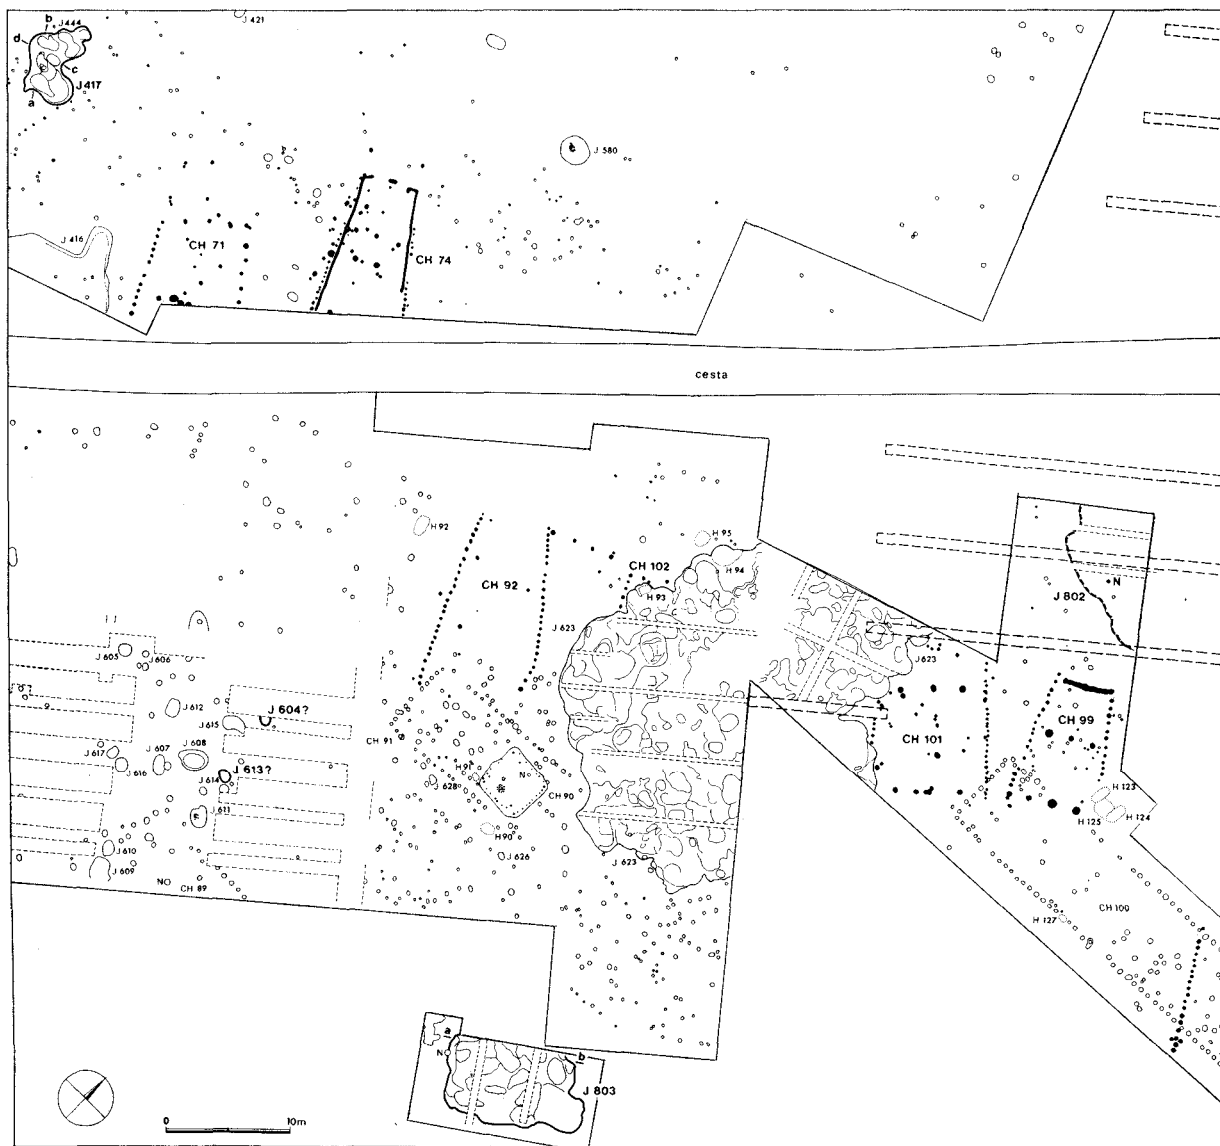 b
J 444
d
c
J 417
a
J 421
J 580
J 416
CH 71
CH 74
cesta
H 92
H 95
H 94
CH 92
CH 102
H 93
J 623
J 623
N
J 802
J 605
J 606
J 604?
J 612
J 615
CH 91
CH 101
CH 99
J 617
J 607
J 608
J 616
J 613?
J 614
H 91
N
J 628
CH 90
H 123
H 124
H 125
J 611
H 90
J 626
J 623
J 610
J 609
NO
CH 89
CH 100
H 127
a
N
b
J 803
0
10m